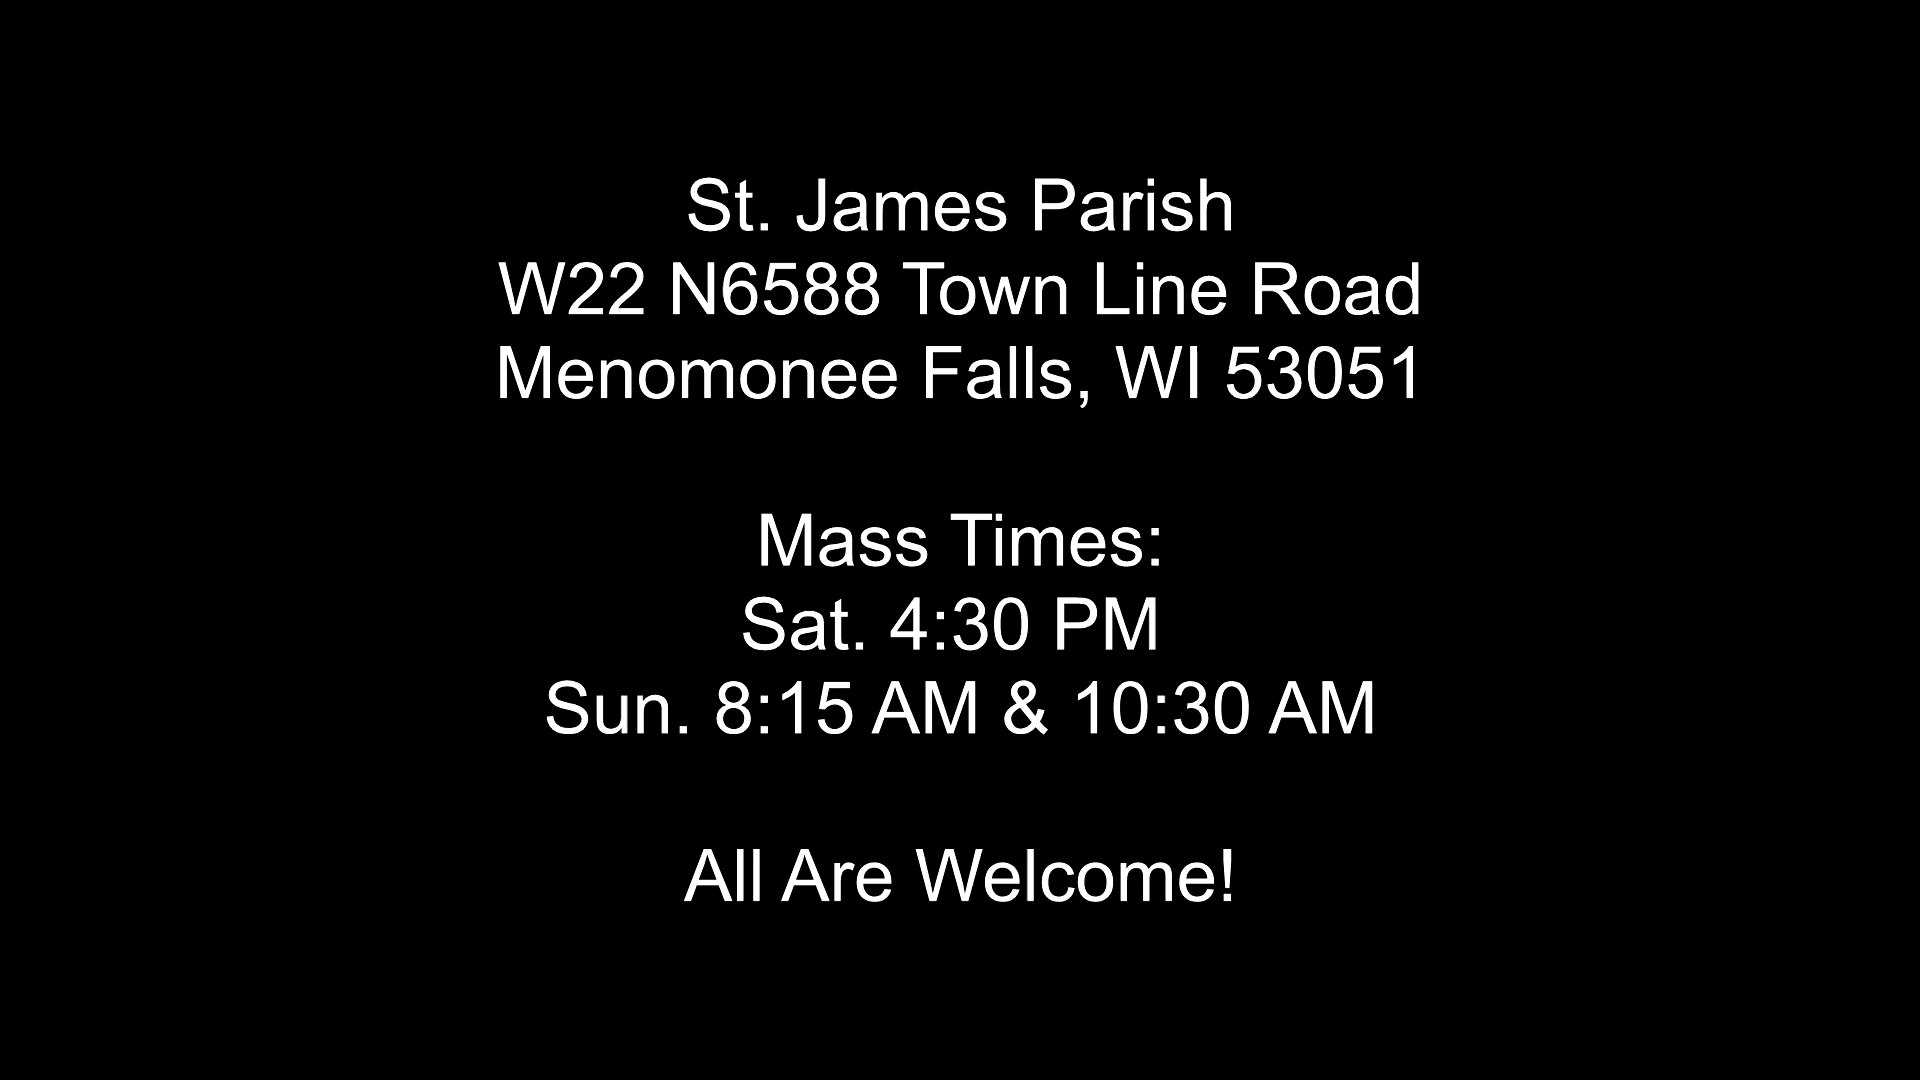 St. James Parish
W22 N6588 Town Line Road
Menomonee Falls, WI 53051
Mass Times:
Sat. 4:30 PM
Sun. 8:15 AM & 10:30 AM
All Are Welcome!